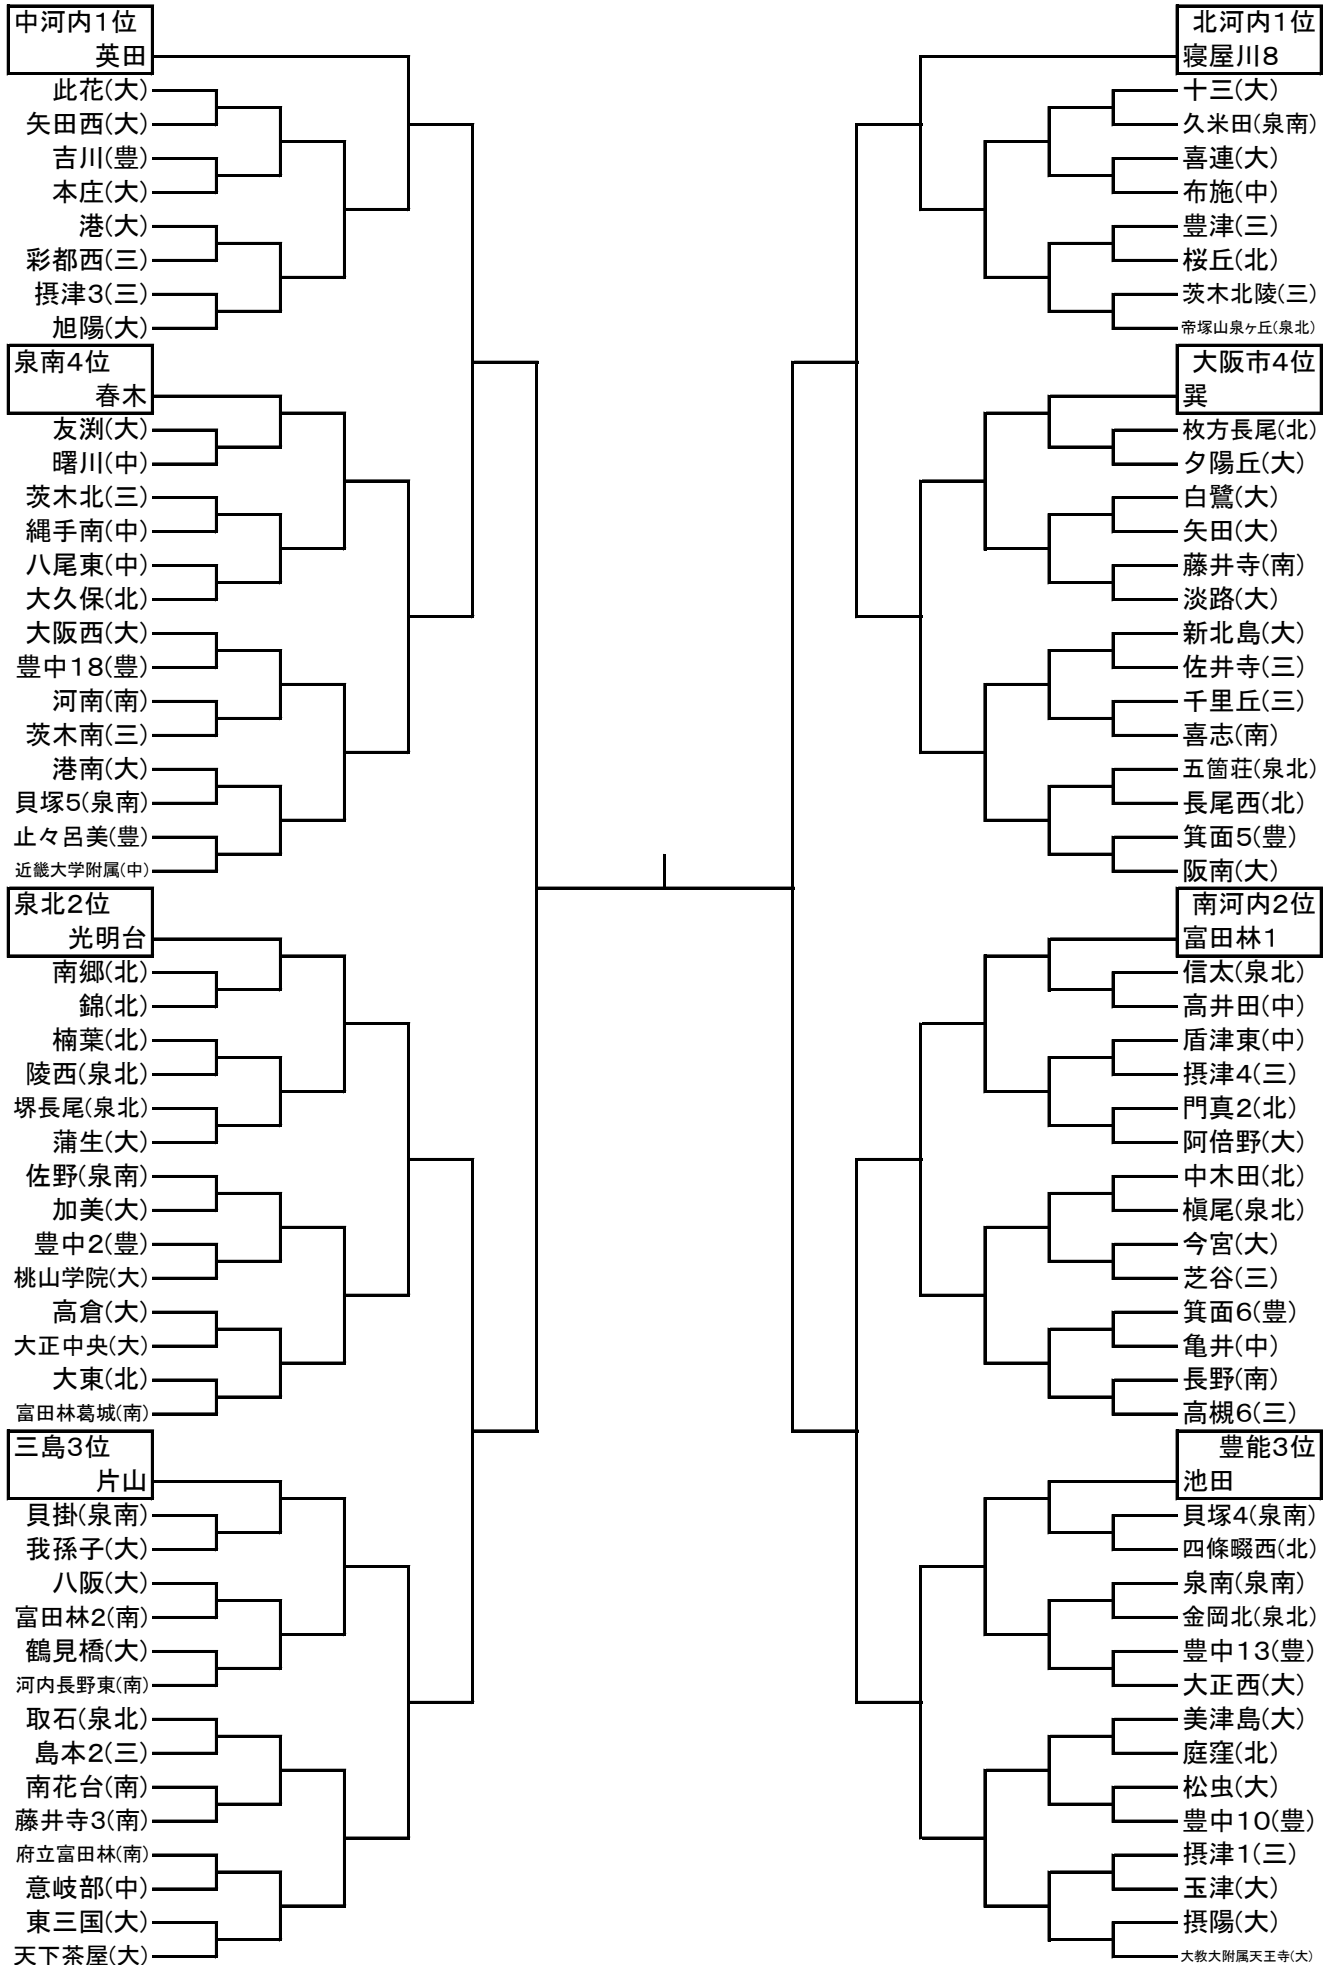 中河内1位
英田
此花(大)
矢田西(大)
吉川(豊)
本庄(大)
港(大)
彩都西(三)
摂津3(三)
旭陽(大)
泉南4位
春木
友渕(大)
曙川(中)
茨木北(三)
縄手南(中)
八尾東(中)
大久保(北)
大阪西(大)
豊中18(豊)
河南(南)
茨木南(三)
港南(大)
貝塚5(泉南)
止々呂美(豊)
近畿大学附属(中)
泉北2位
光明台
南郷(北)
錦(北)
楠葉(北)
陵西(泉北)
堺長尾(泉北)
蒲生(大)
佐野(泉南)
加美(大)
豊中2(豊)
桃山学院(大)
高倉(大)
大正中央(大)
大東(北)
富田林葛城(南)
三島3位
片山
貝掛(泉南)
我孫子(大)
八阪(大)
富田林2(南)
鶴見橋(大)
河内長野東(南)
取石(泉北)
島本2(三)
南花台(南)
藤井寺3(南)
府立富田林(南)
意岐部(中)
東三国(大)
天下茶屋(大)
北河内1位
寝屋川8
十三(大)
久米田(泉南)
喜連(大)
布施(中)
豊津(三)
桜丘(北)
茨木北陵(三)
帝塚山泉ヶ丘(泉北)
大阪市4位
巽
枚方長尾(北)
夕陽丘(大)
白鷺(大)
矢田(大)
藤井寺(南)
淡路(大)
新北島(大)
佐井寺(三)
千里丘(三)
喜志(南)
五箇荘(泉北)
長尾西(北)
箕面5(豊)
阪南(大)
南河内2位
富田林1
信太(泉北)
高井田(中)
盾津東(中)
摂津4(三)
門真2(北)
阿倍野(大)
中木田(北)
槇尾(泉北)
今宮(大)
芝谷(三)
箕面6(豊)
亀井(中)
長野(南)
高槻6(三)
豊能3位
池田
貝塚4(泉南)
四條畷西(北)
泉南(泉南)
金岡北(泉北)
豊中13(豊)
大正西(大)
美津島(大)
庭窪(北)
松虫(大)
豊中10(豊)
摂津1(三)
玉津(大)
摂陽(大)
大教大附属天王寺(大)